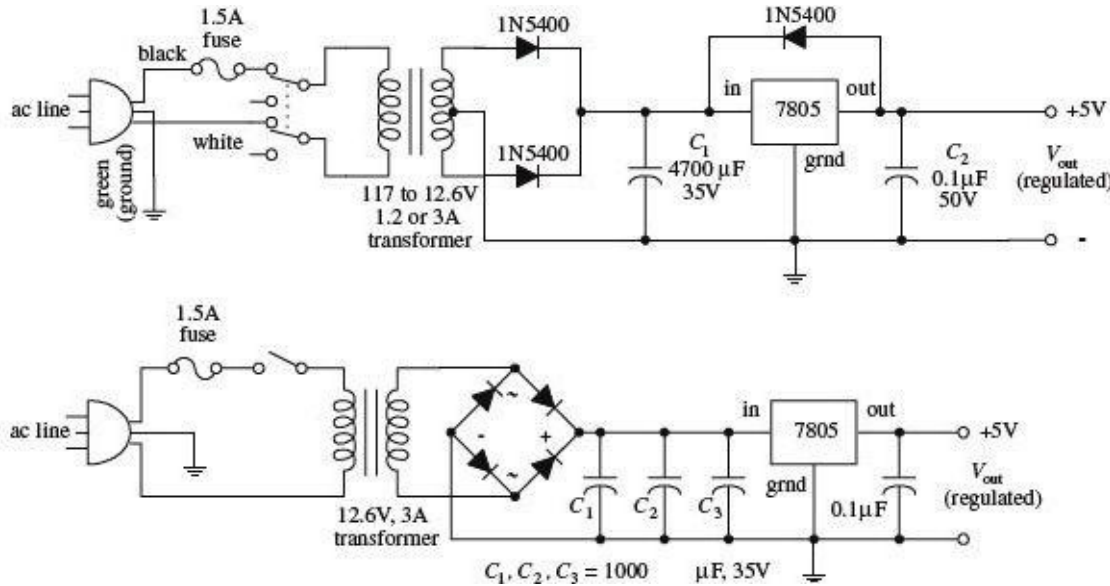 1.5A
fuse
black
ac line
white
green
(ground)
117 to 12.6V
1.2 or 3A
transformer
1N5400
1N5400
1N5400
in
7805
out
grnd
C₁
4700 μF
35V
C₂
0.1μF
50V
+5V
Vout
(regulated)
-
1.5A
fuse
ac line
12.6V, 3A
transformer
~
-
+
~
C₁
C₂
C₃
in
7805
out
grnd
0.1μF
+5V
Vout
(regulated)
C₁, C₂, C₃ = 1000 μF, 35V